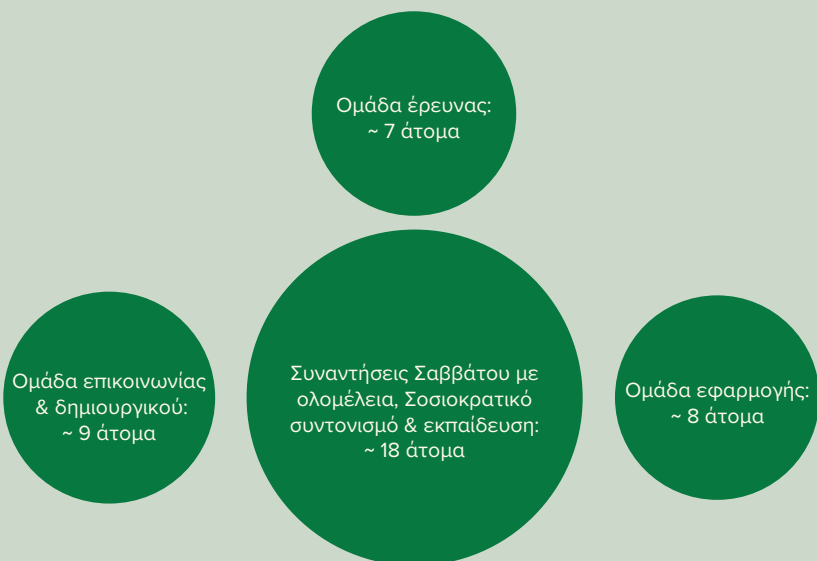 Ομάδα έρευνας:
~ 7 άτομα
Ομάδα επικοινωνίας
& δημιουργικού:
~ 9 άτομα
Συναντήσεις Σαββάτου με
ολομέλεια, Σοσιοκρατικό
συντονισμό & εκπαίδευση:
~ 18 άτομα
Ομάδα εφαρμογής:
~ 8 άτομα